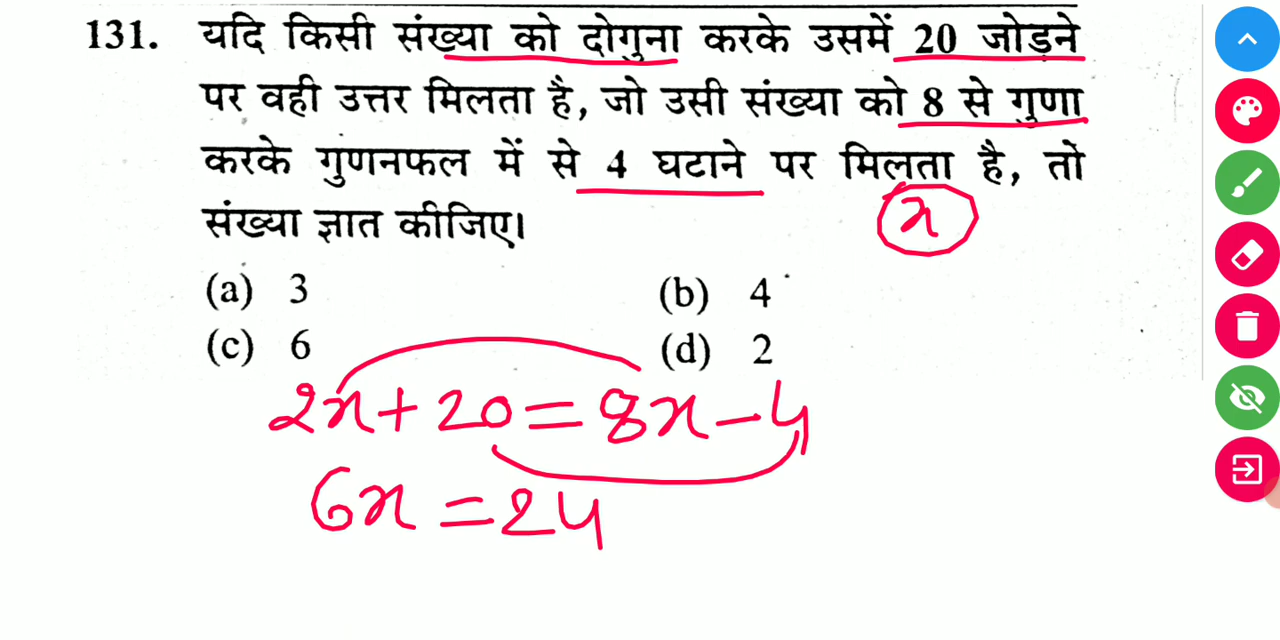 131. यदि किसी संख्या को दोगुना करके उसमें 20 जोड़ने
पर वही उत्तर मिलता है, जो उसी संख्या को 8 से गुणा
करके गुणनफल में से 4 घटाने पर मिलता है, तो
संख्या ज्ञात कीजिए।
x
(a) 3 (b) 4
(c) 6 (d) 2
2x+20=8x-4
6x=24